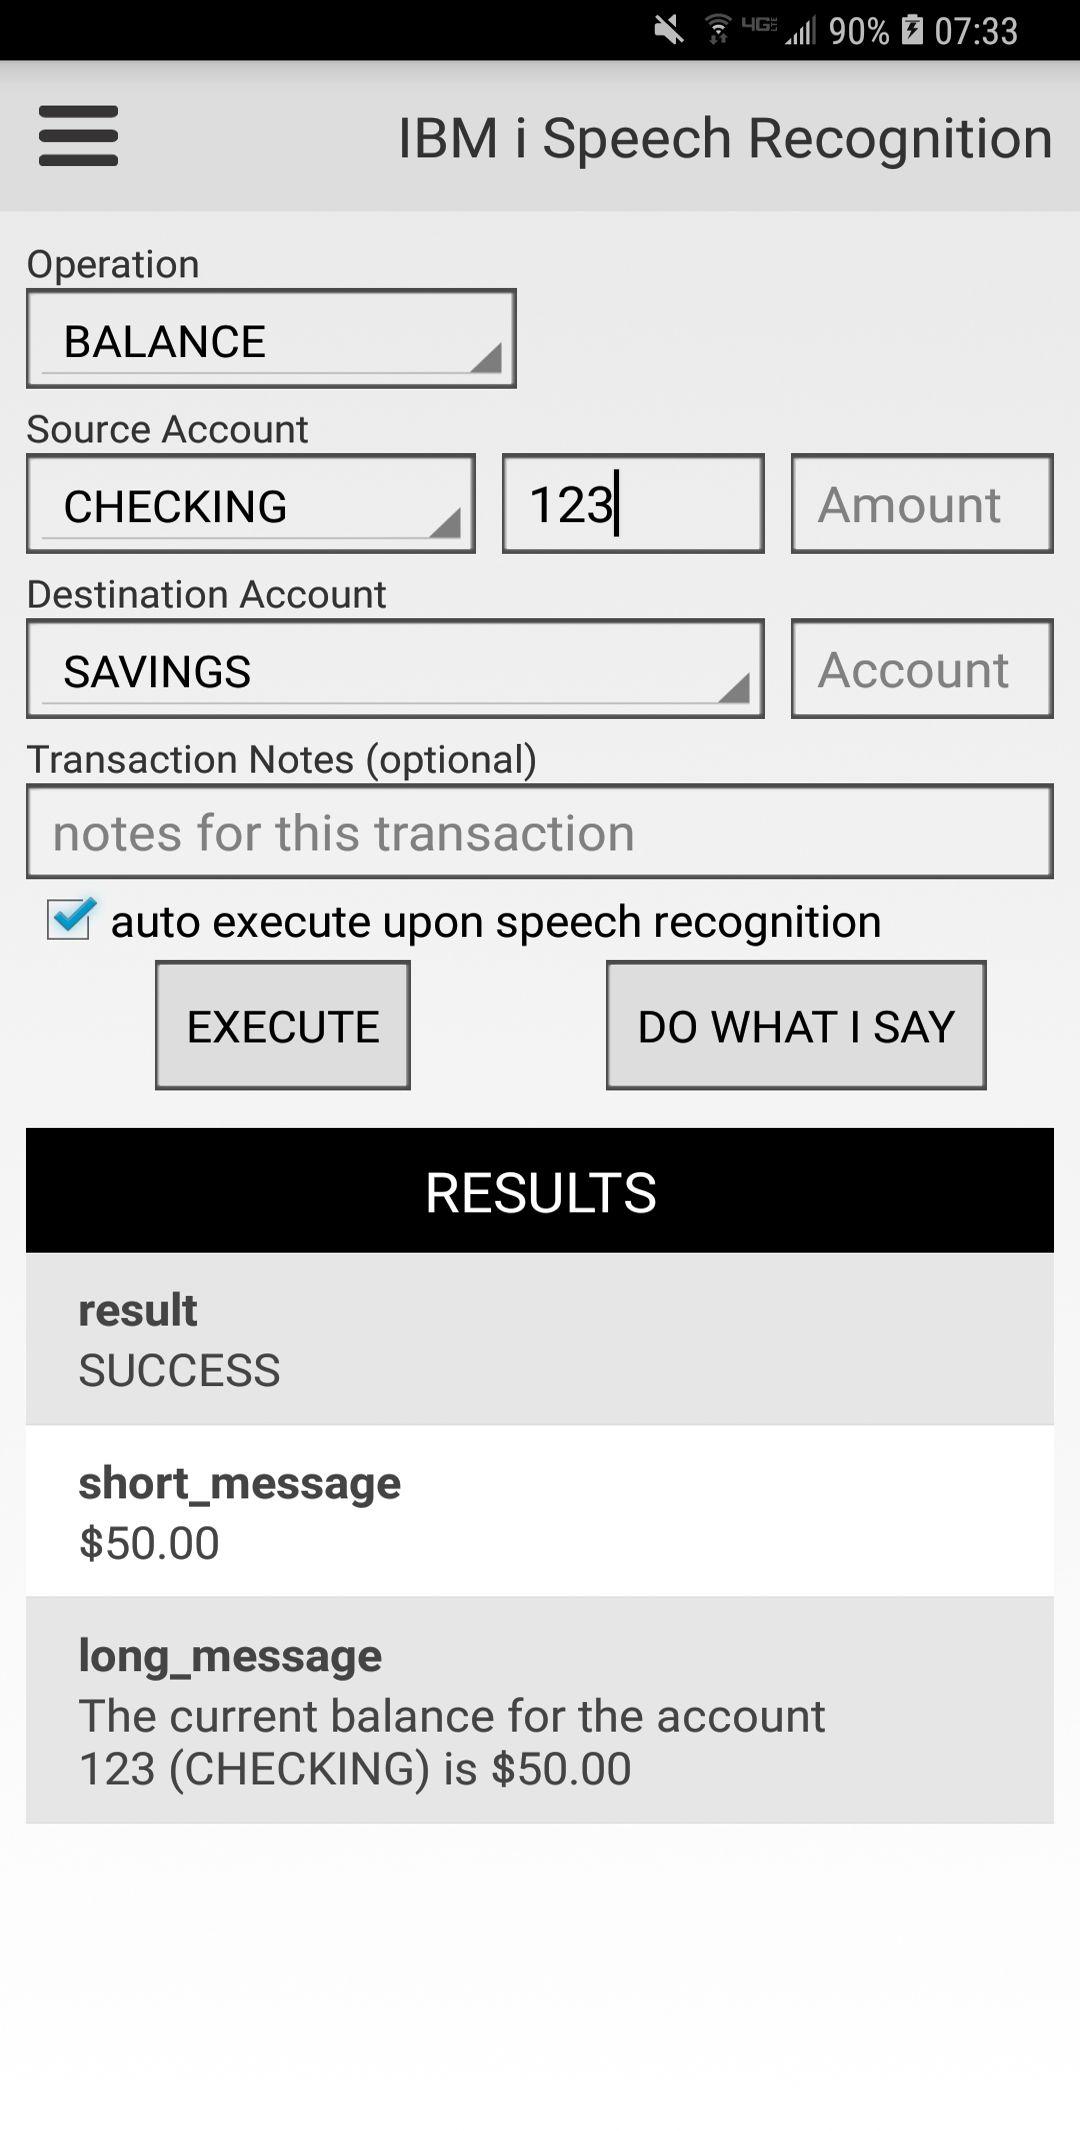 4G LTE 90% 07:33
IBM i Speech Recognition
Operation
BALANCE
Source Account
CHECKING 123 Amount
Destination Account
SAVINGS Account
Transaction Notes (optional)
notes for this transaction
auto execute upon speech recognition
EXECUTE DO WHAT I SAY
RESULTS
result
SUCCESS
short_message
$50.00
long_message
The current balance for the account
123 (CHECKING) is $50.00